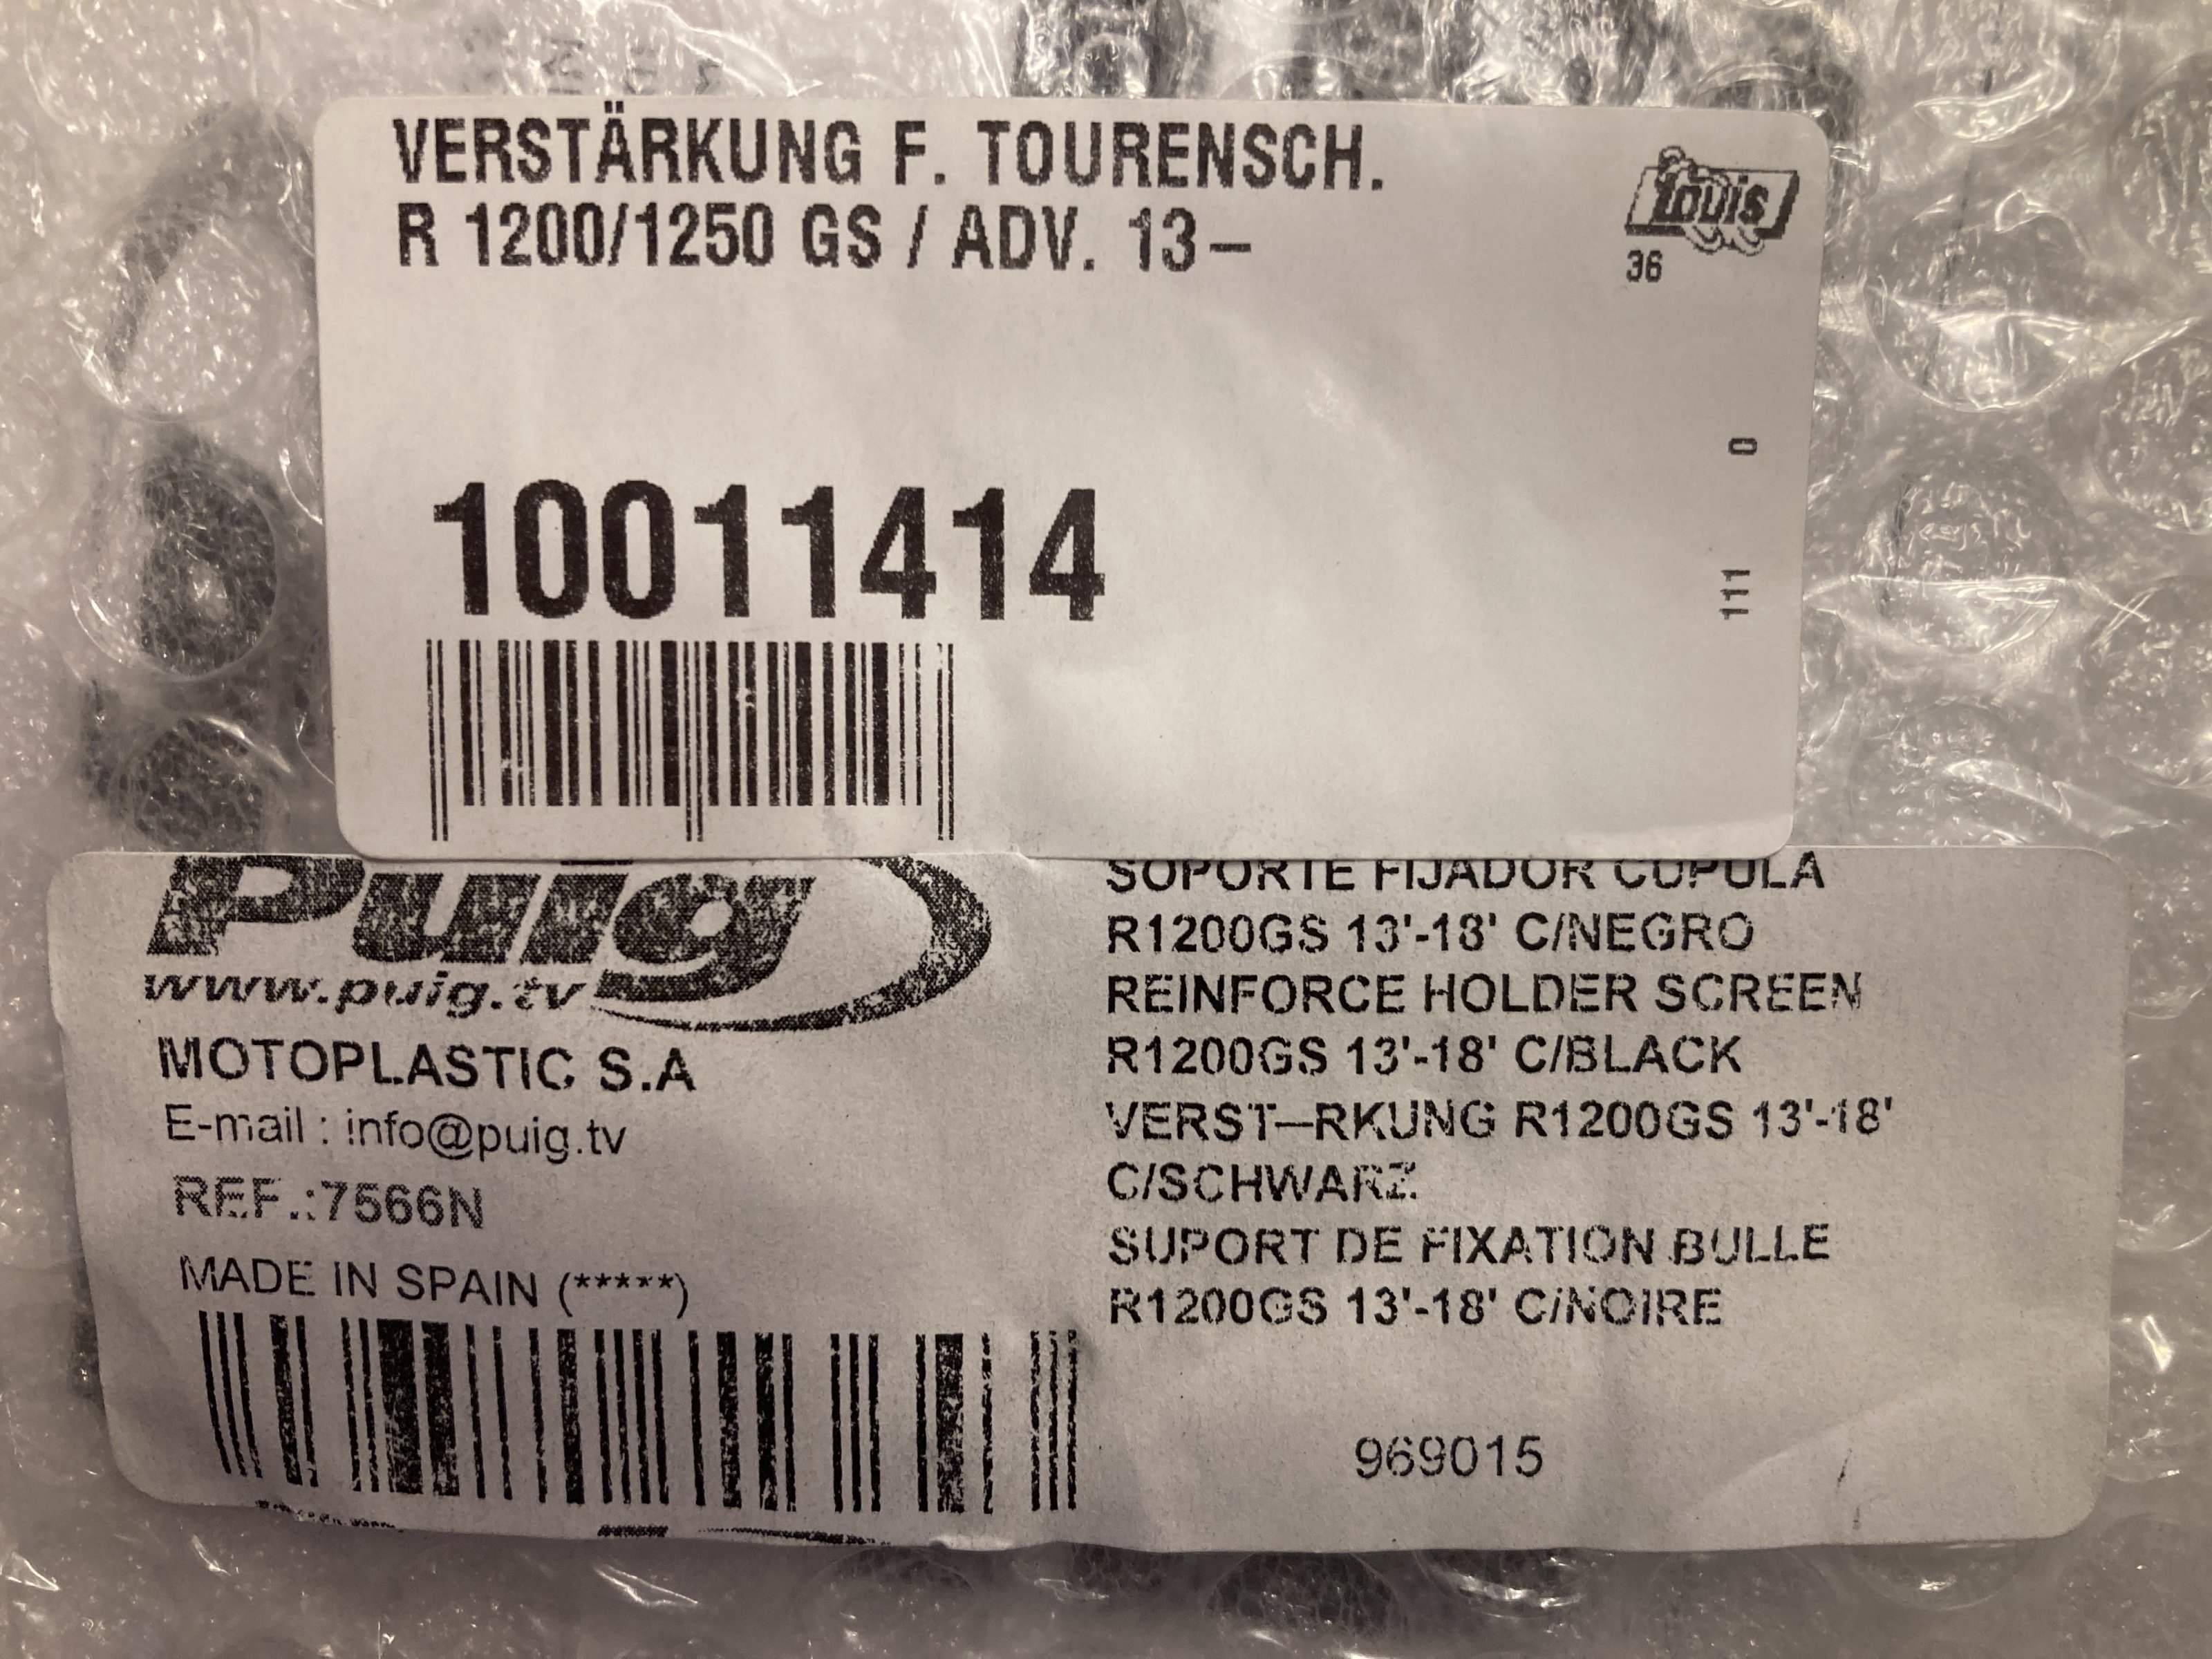 VERSTÄRKUNG F. TOURENSCH.
R 1200/1250 GS / ADV. 13–
Louis
36
0
111
10011414
Puig
www.puig.tv
MOTOPLASTIC S.A
E-mail : info@puig.tv
REF.:7566N
MADE IN SPAIN (*****)
SOPORTE FIJADOR CUPULA
R1200GS 13'-18' C/NEGRO
REINFORCE HOLDER SCREEN
R1200GS 13'-18' C/BLACK
VERST—RKUNG R1200GS 13'-18'
C/SCHWARZ
SUPORT DE FIXATION BULLE
R1200GS 13'-18' C/NOIRE
969015